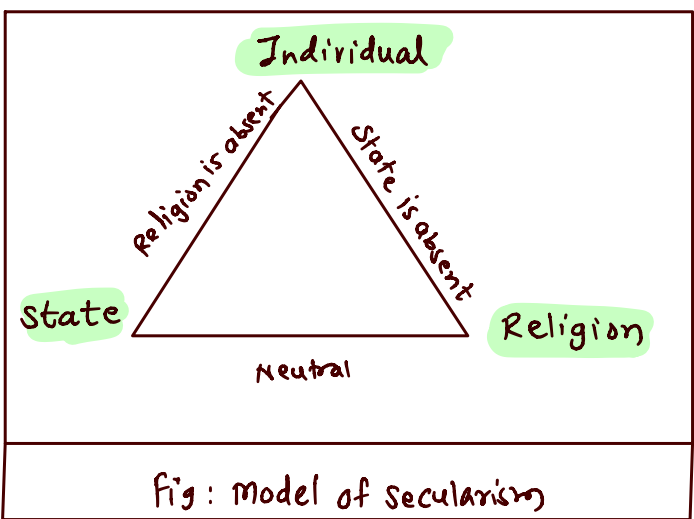 Individual
Religion is absent
State is absent
State
Religion
Neutral
Fig: Model of secularism